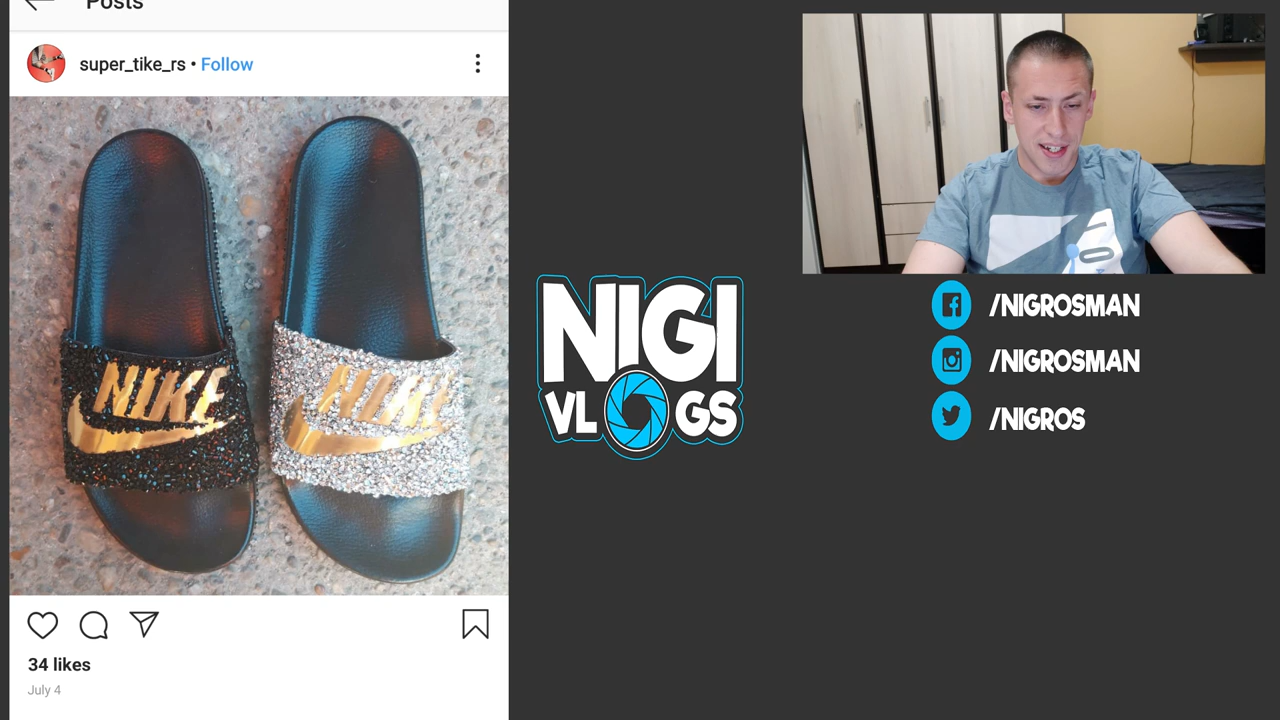 Posts
super_tike_rs • Follow
NIKE
NIKE
34 likes
July 4
NIGI
VLOGS
/NIGROSMAN
/NIGROSMAN
/NIGROS